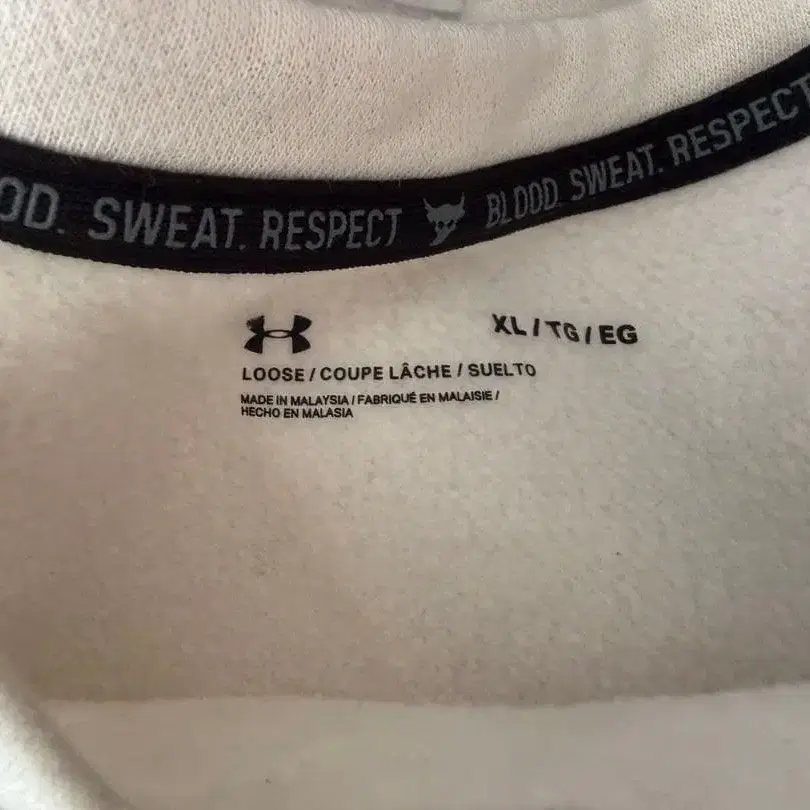 OD. SWEAT. RESPECT BLOOD. SWEAT. RESPECT
XL / TG / EG
LOOSE / COUPE LÂCHE / SUELTO
MADE IN MALAYSIA / FABRIQUÉ EN MALAISIE /
HECHO EN MALASIA